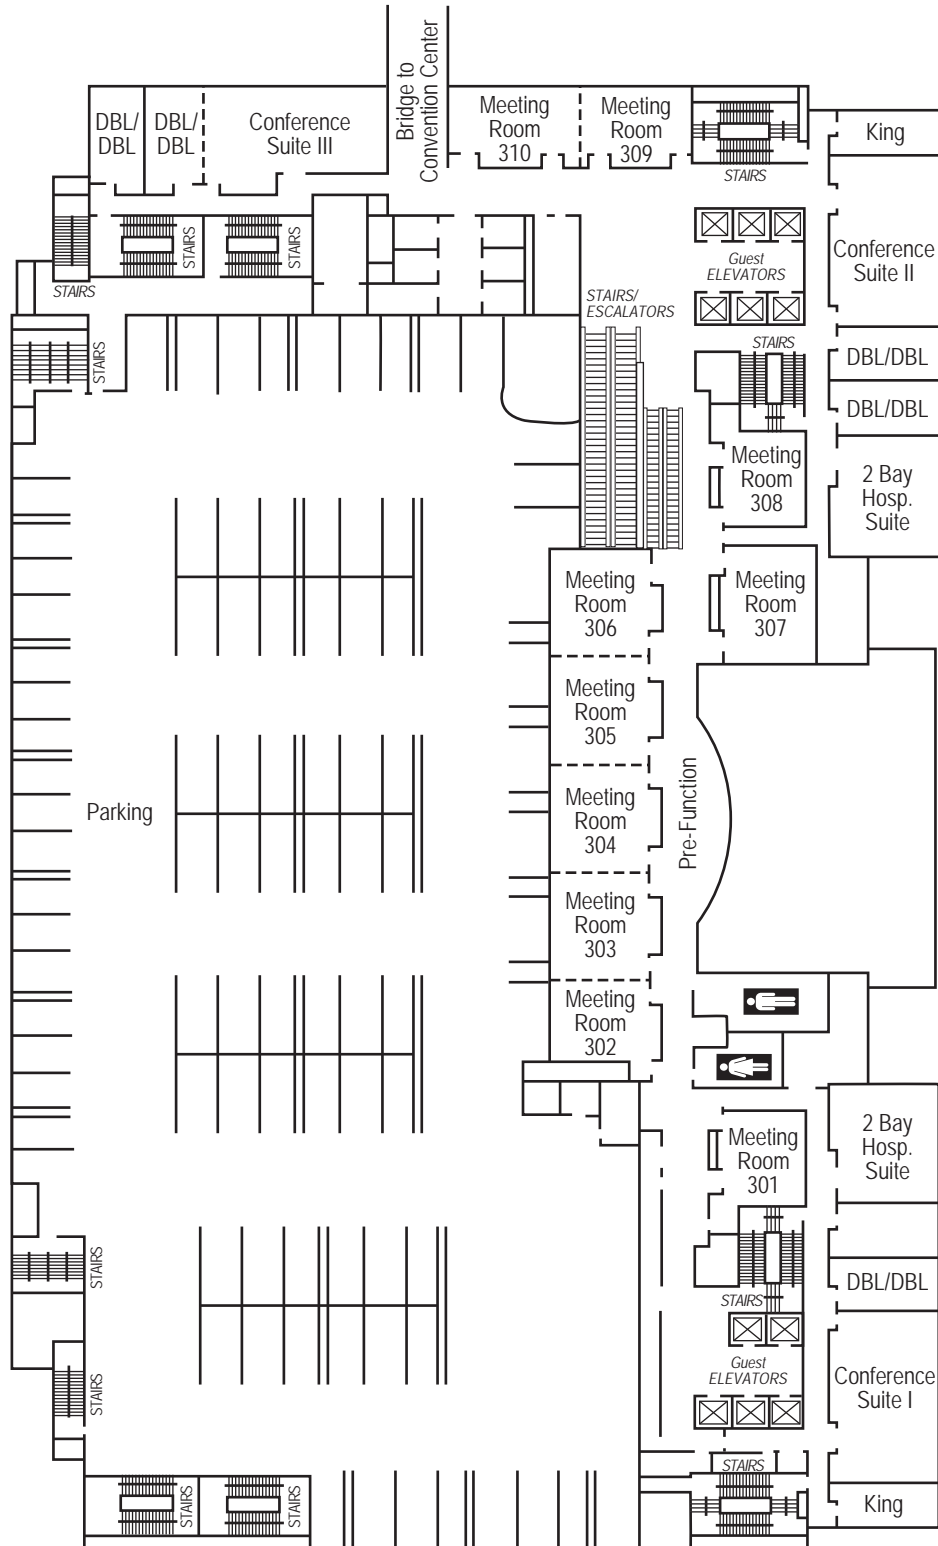 Bridge to
Convention Center
DBL/
DBL
DBL/
DBL
Conference
Suite III
Meeting
Room
310
Meeting
Room
309
King
STAIRS
STAIRS
STAIRS
STAIRS
Guest
ELEVATORS
Conference
Suite II
STAIRS/
ESCALATORS
STAIRS
STAIRS
DBL/DBL
DBL/DBL
Meeting
Room
308
2 Bay
Hosp.
Suite
Meeting
Room
306
Meeting
Room
307
Meeting
Room
305
Parking
Meeting
Room
304
Pre-Function
Meeting
Room
303
Meeting
Room
302
Meeting
Room
301
2 Bay
Hosp.
Suite
STAIRS
STAIRS
DBL/DBL
Guest
ELEVATORS
STAIRS
Conference
Suite I
STAIRS
STAIRS
STAIRS
King